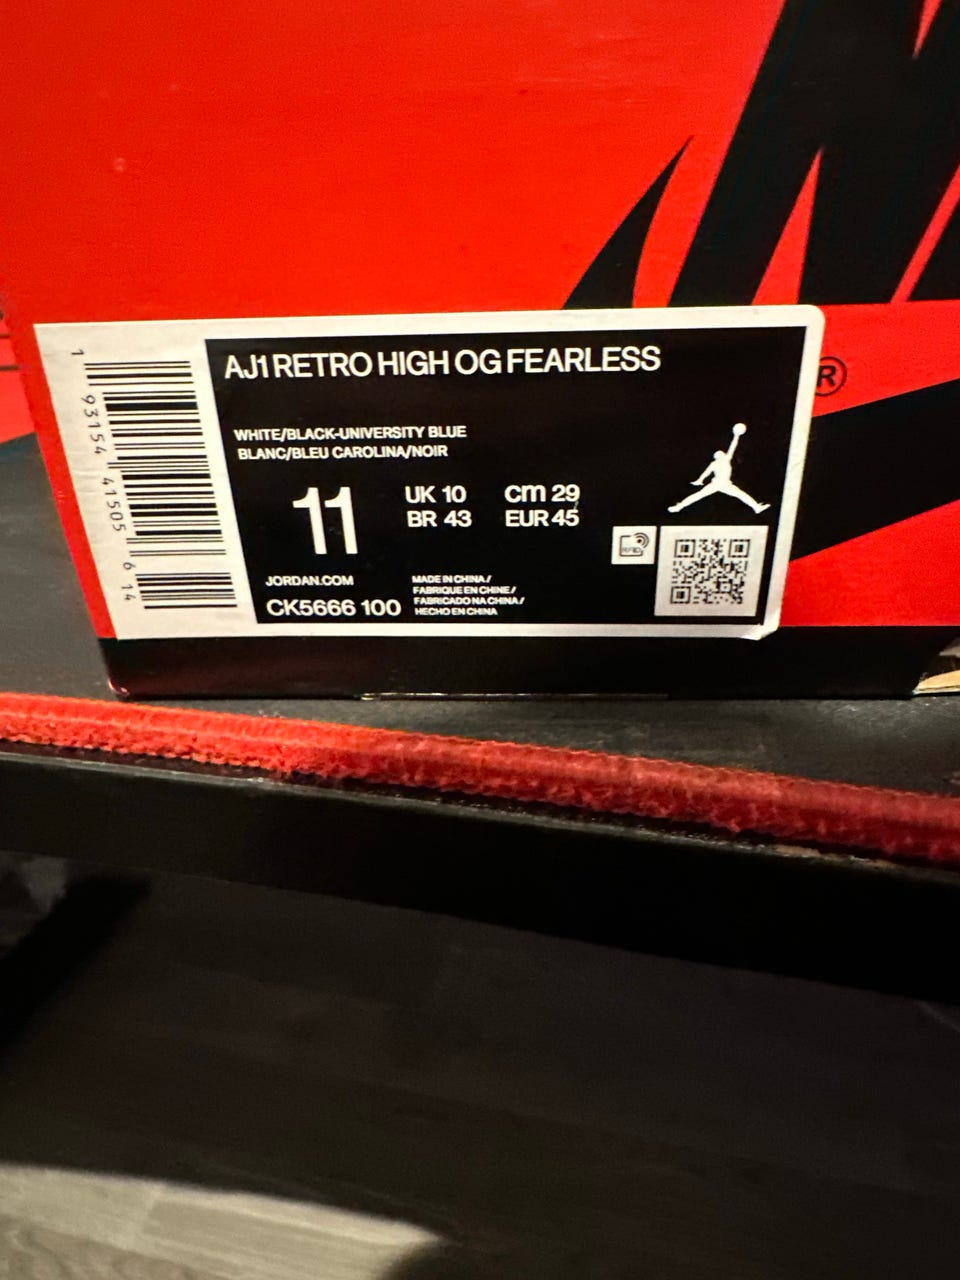 AJ1 RETRO HIGH OG FEARLESS
WHITE/BLACK-UNIVERSITY BLUE
BLANC/BLEU CAROLINA/NOIR
11
UK 10 cm 29
BR 43 EUR 45
JORDAN.COM
CK5666 100
MADE IN CHINA /
FABRIQUE EN CHINE /
FABRICADO NA CHINA /
HECHO EN CHINA
RFID
1 93154 41505 6 14
R